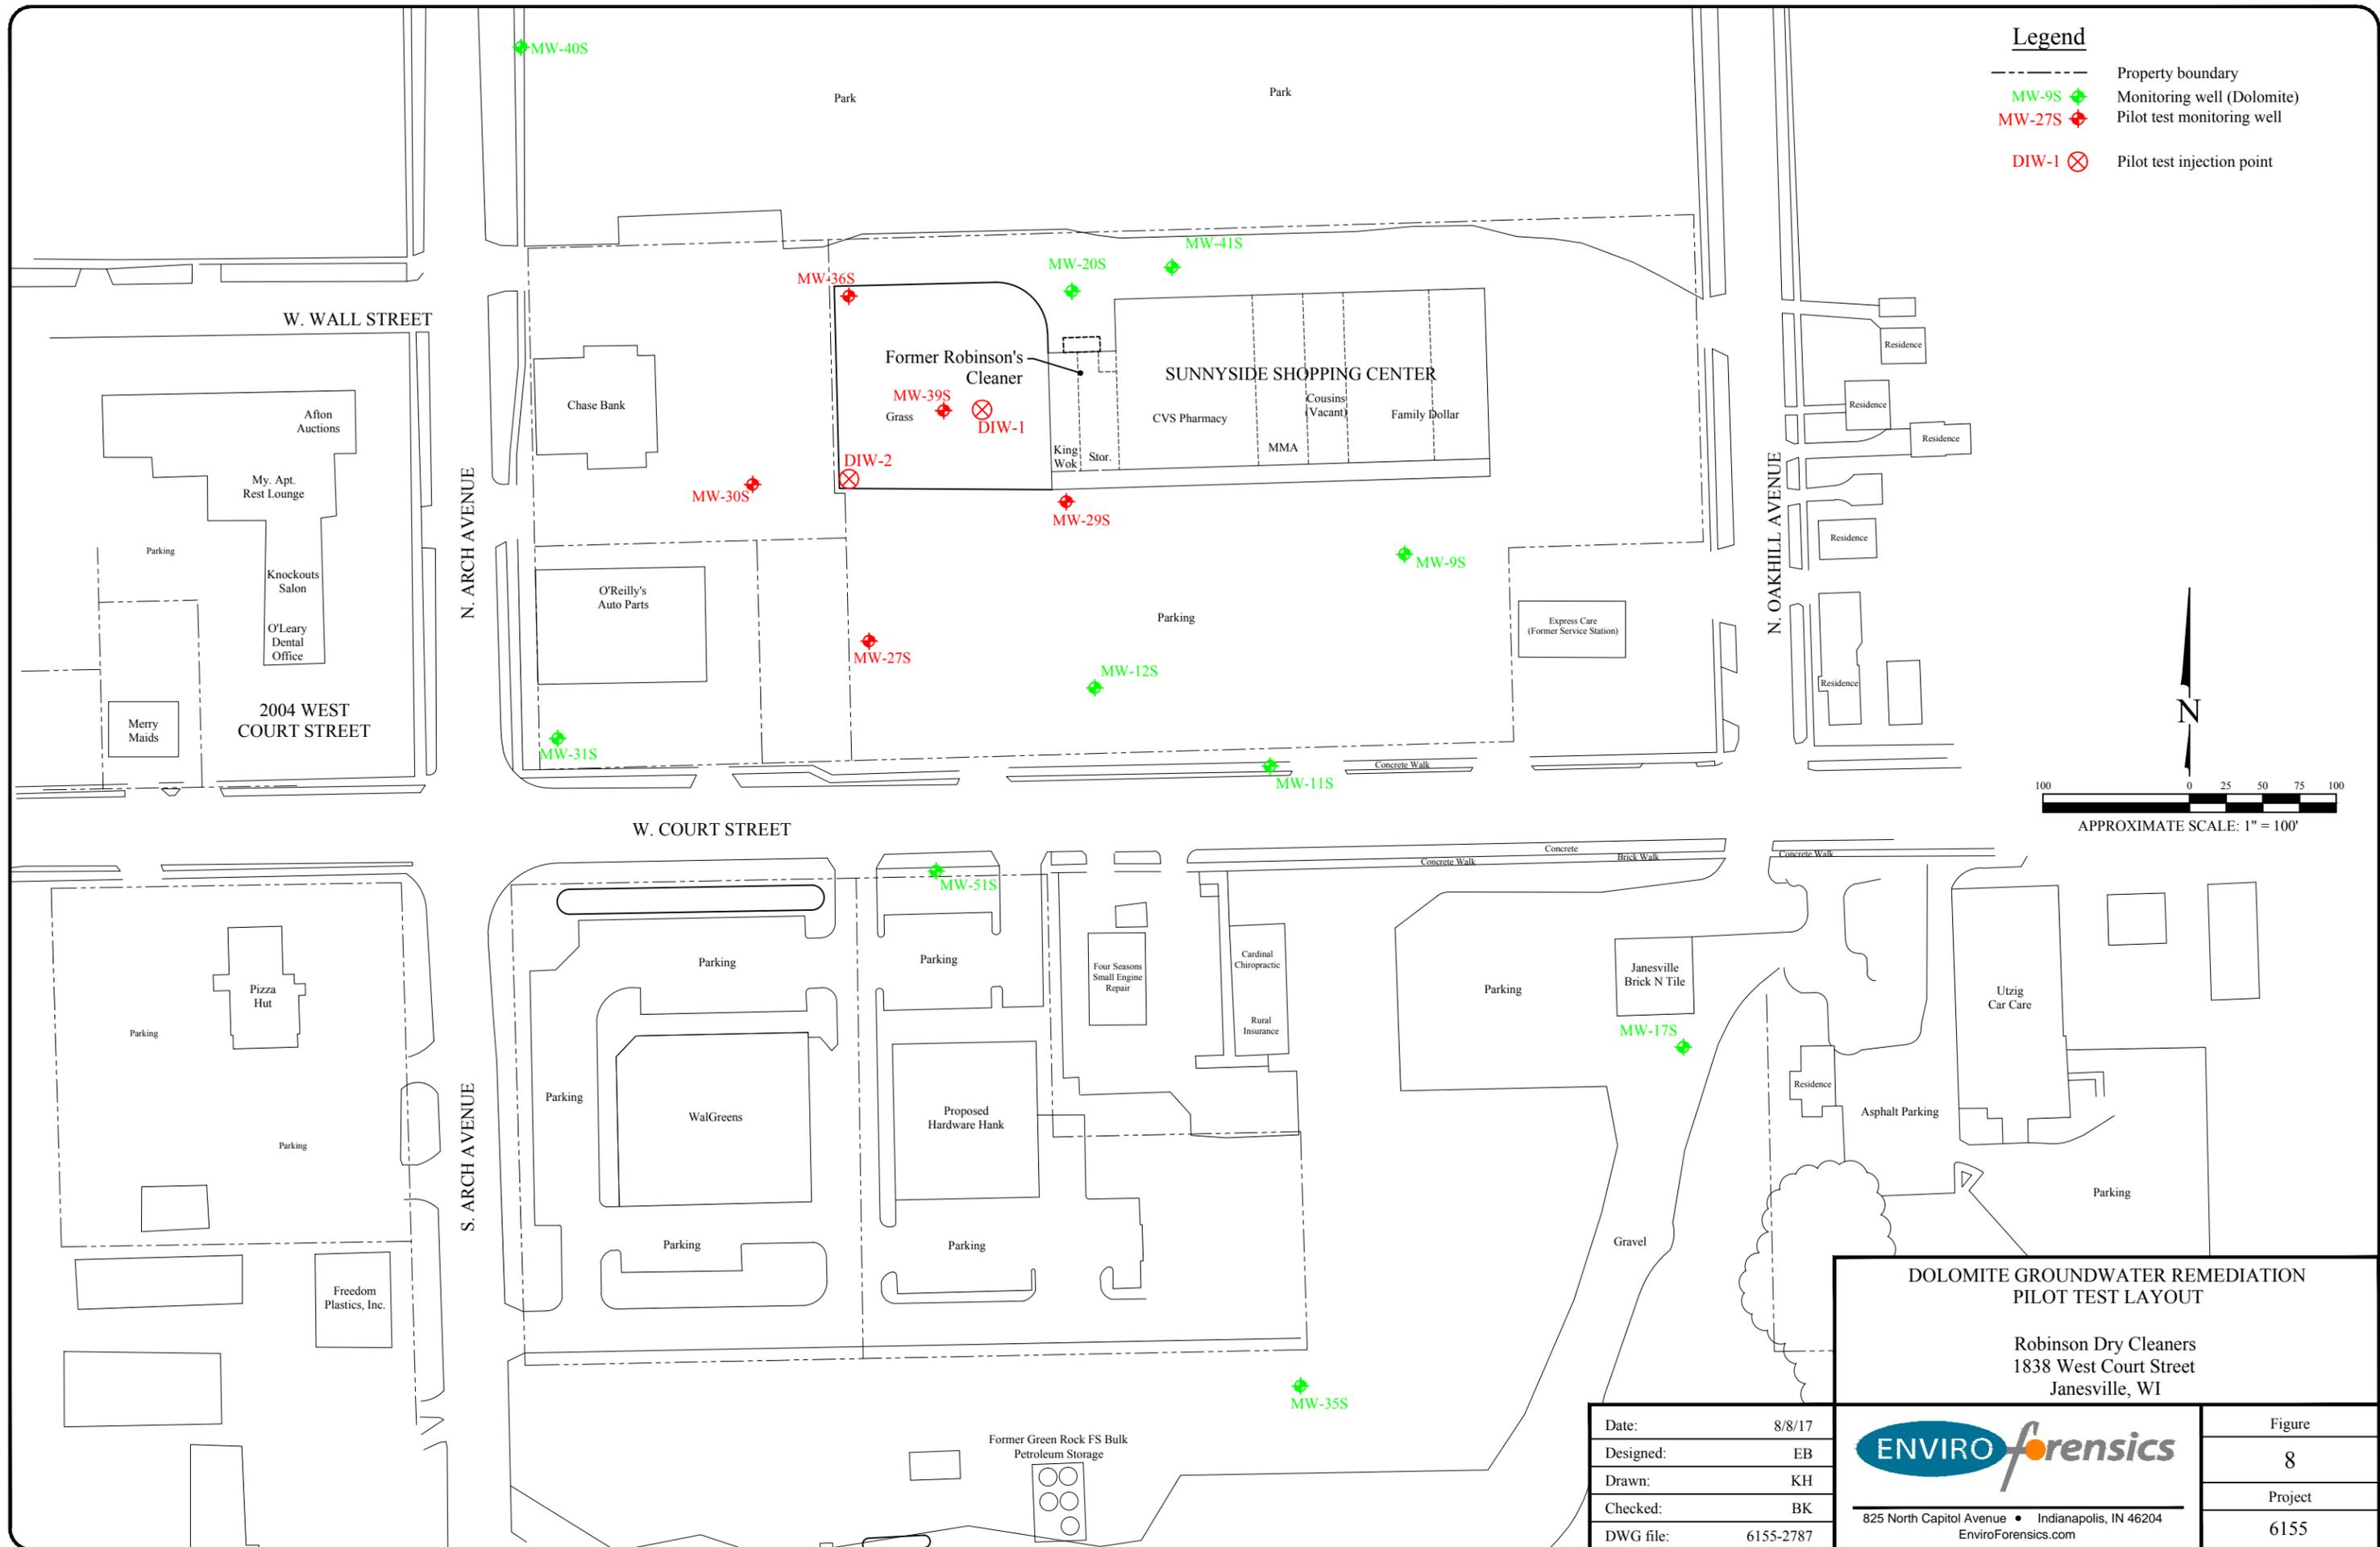 MW-40S
Park
Park
Legend
Property boundary
MW-9S
Monitoring well (Dolomite)
MW-27S
Pilot test monitoring well
DIW-1
Pilot test injection point
MW-41S
MW-20S
MW-36S
W. WALL STREET
Former Robinson's
Cleaner
SUNNYSIDE SHOPPING CENTER
Chase Bank
MW-39S
Grass
DIW-1
CVS Pharmacy
Cousins
(Vacant)
Family Dollar
MMA
King
Wok
Stor.
DIW-2
MW-30S
MW-29S
Residence
Residence
Residence
Residence
Residence
Afton
Auctions
My. Apt.
Rest Lounge
Parking
Knockouts
Salon
O'Leary
Dental
Office
Merry
Maids
2004 WEST
COURT STREET
N. ARCH AVENUE
O'Reilly's
Auto Parts
MW-9S
Parking
MW-27S
MW-12S
Express Care
(Former Service Station)
N. OAKHILL AVENUE
N
MW-31S
MW-11S
Concrete Walk
100 0 25 50 75 100
APPROXIMATE SCALE: 1" = 100'
W. COURT STREET
Concrete
Concrete Walk
Brick Walk
Concrete Walk
MW-51S
Pizza
Hut
Parking
Parking
S. ARCH AVENUE
Freedom
Plastics, Inc.
Parking
Parking
WalGreens
Parking
Parking
Proposed
Hardware Hank
Parking
Four Seasons
Small Engine
Repair
Cardinal
Chiropractic
Rural
Insurance
Parking
Janesville
Brick N Tile
MW-17S
Utzig
Car Care
Residence
Asphalt Parking
Parking
Gravel
MW-35S
Former Green Rock FS Bulk
Petroleum Storage
DOLOMITE GROUNDWATER REMEDIATION
PILOT TEST LAYOUT
Robinson Dry Cleaners
1838 West Court Street
Janesville, WI
Date: 8/8/17
Designed: EB
Drawn: KH
Checked: BK
DWG file: 6155-2787
ENVIRO forensics
825 North Capitol Avenue • Indianapolis, IN 46204
EnviroForensics.com
Figure
8
Project
6155